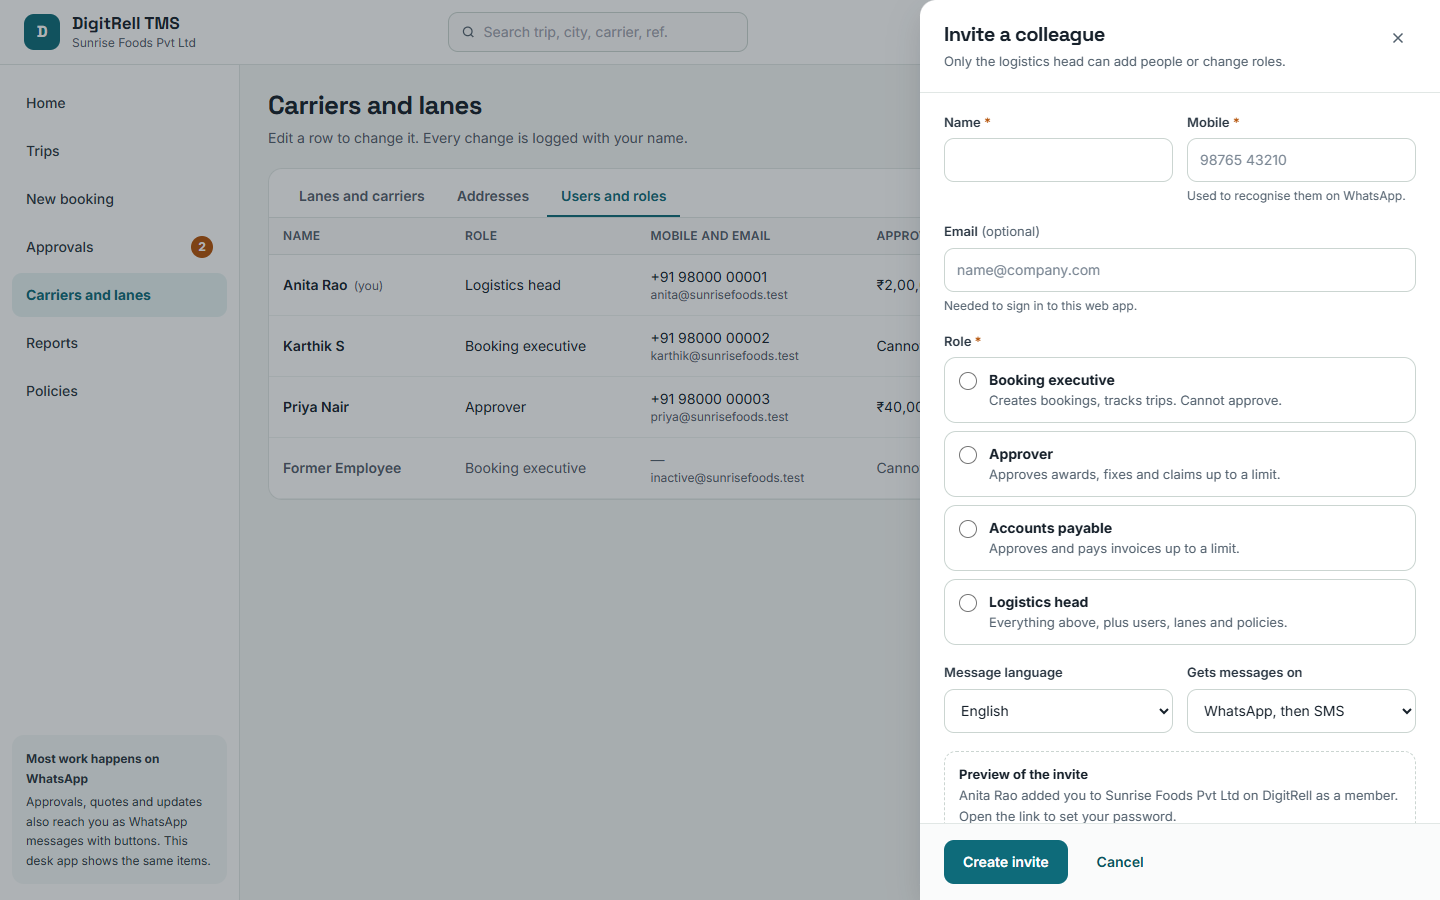 D
DigitRell TMS
Sunrise Foods Pvt Ltd
Search trip, city, carrier, ref.
Home
Trips
New booking
Approvals 2
Carriers and lanes
Reports
Policies
Most work happens on
WhatsApp
Approvals, quotes and updates
also reach you as WhatsApp
messages with buttons. This
desk app shows the same items.
Carriers and lanes
Edit a row to change it. Every change is logged with your name.
Lanes and carriers Addresses Users and roles
NAME ROLE MOBILE AND EMAIL
Anita Rao (you) Logistics head +91 98000 00001
anita@sunrisefoods.test
Karthik S Booking executive +91 98000 00002
karthik@sunrisefoods.test
Priya Nair Approver +91 98000 00003
priya@sunrisefoods.test
Former Employee Booking executive —
inactive@sunrisefoods.test
Invite a colleague
Only the logistics head can add people or change roles.
Name * Mobile *
98765 43210
Used to recognise them on WhatsApp.
Email (optional)
name@company.com
Needed to sign in to this web app.
Role *
Booking executive
Creates bookings, tracks trips. Cannot approve.
Approver
Approves awards, fixes and claims up to a limit.
Accounts payable
Approves and pays invoices up to a limit.
Logistics head
Everything above, plus users, lanes and policies.
Message language Gets messages on
English WhatsApp, then SMS
Preview of the invite
Anita Rao added you to Sunrise Foods Pvt Ltd on DigitRell as a member.
Open the link to set your password.
Create invite Cancel